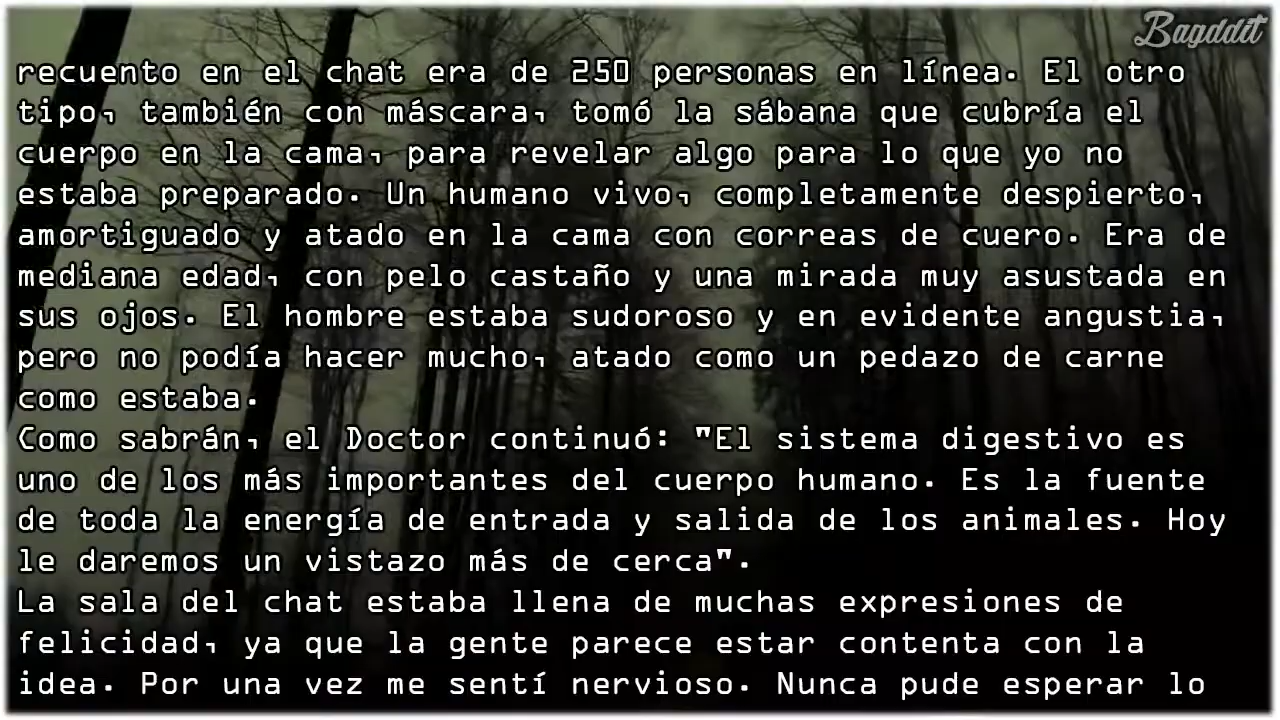 Bagddit
recuento en el chat era de 250 personas en línea. El otro
tipo, también con máscara, tomó la sábana que cubría el
cuerpo en la cama, para revelar algo para lo que yo no
estaba preparado. Un humano vivo, completamente despierto,
amortiguado y atado en la cama con correas de cuero. Era de
mediana edad, con pelo castaño y una mirada muy asustada en
sus ojos. El hombre estaba sudoroso y en evidente angustia,
pero no podía hacer mucho, atado como un pedazo de carne
como estaba.
Como sabrán, el Doctor continuó: "El sistema digestivo es
uno de los más importantes del cuerpo humano. Es la fuente
de toda la energía de entrada y salida de los animales. Hoy
le daremos un vistazo más de cerca".
La sala del chat estaba llena de muchas expresiones de
felicidad, ya que la gente parece estar contenta con la
idea. Por una vez me sentí nervioso. Nunca pude esperar lo